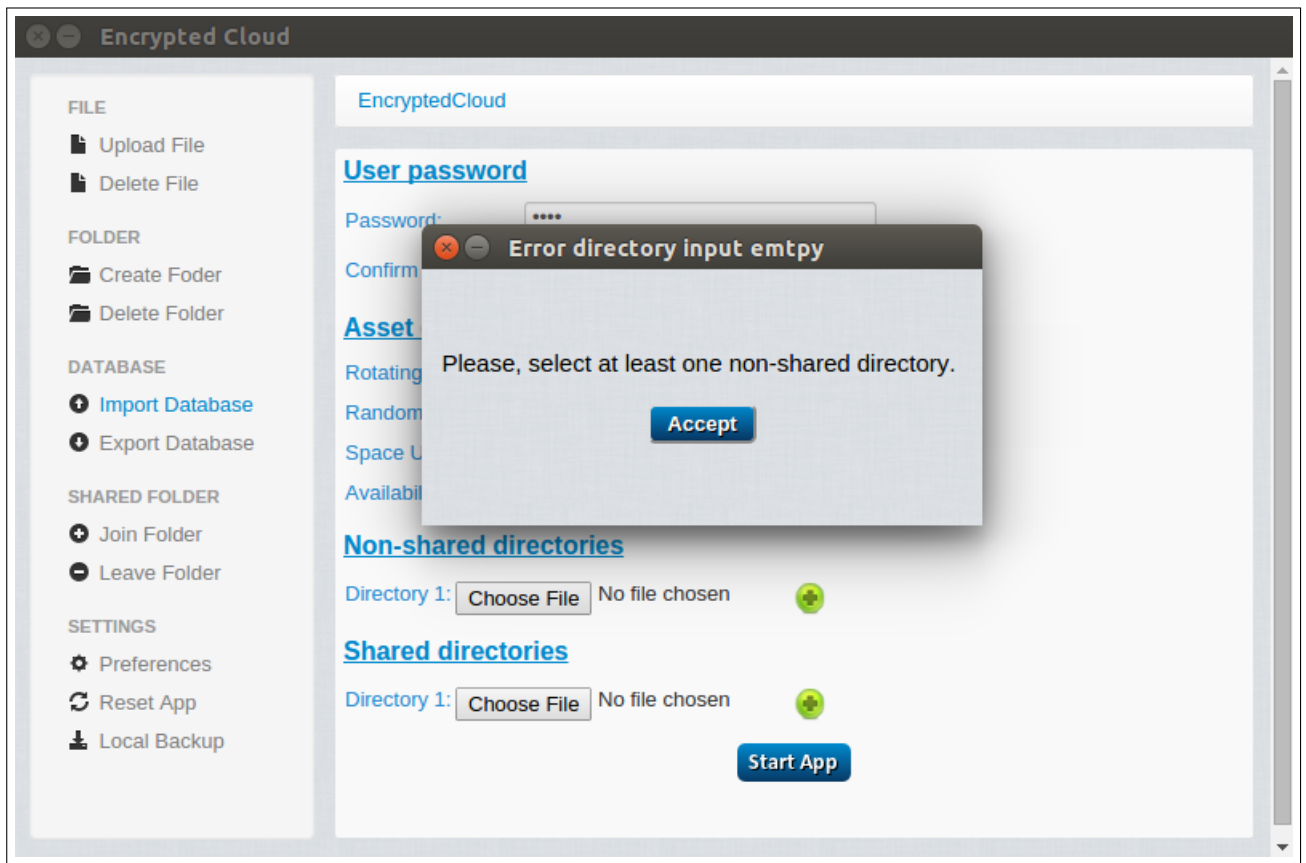 Encrypted Cloud
FILE
Upload File
Delete File
FOLDER
Create Foder
Delete Folder
DATABASE
Import Database
Export Database
SHARED FOLDER
Join Folder
Leave Folder
SETTINGS
Preferences
Reset App
Local Backup
EncryptedCloud
User password
Password:
Confirm
Asset
Rotating
Random
Space U
Availabil
Error directory input emtpy
Please, select at least one non-shared directory.
Accept
Non-shared directories
Directory 1: Choose File No file chosen
Shared directories
Directory 1: Choose File No file chosen
Start App